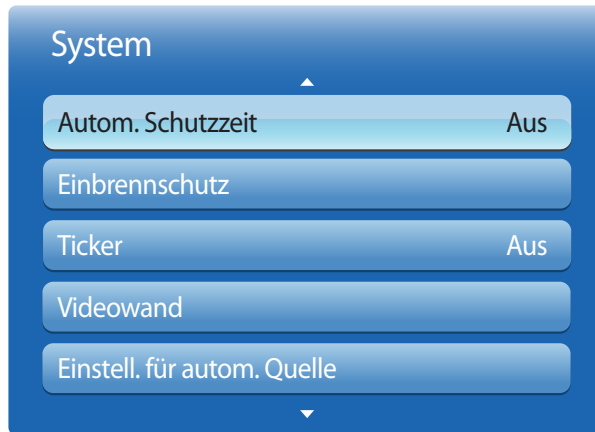 System
Autom. Schutzzeit Aus
Einbrennschutz
Ticker Aus
Videowand
Einstell. für autom. Quelle